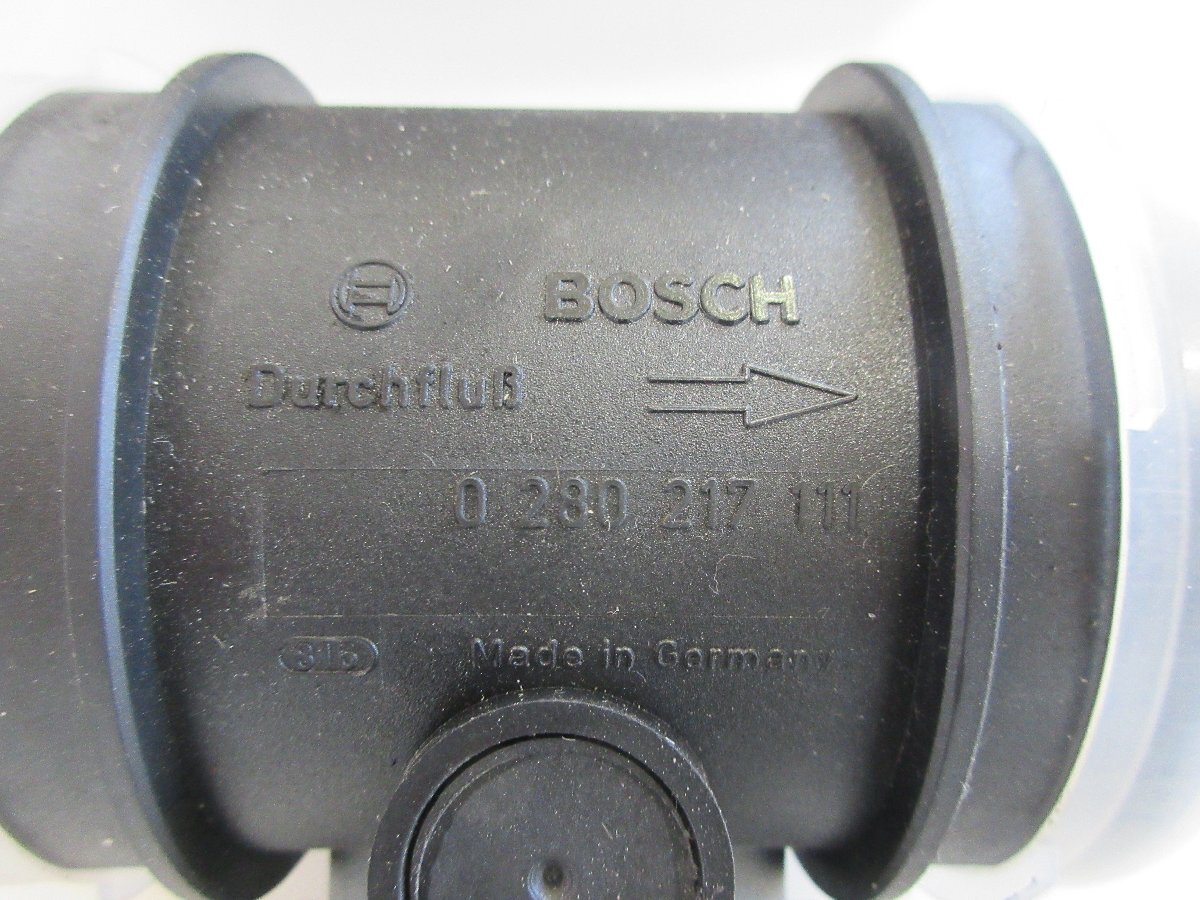 BOSCH
Durchfluß
0 280 217 111
Made in Germany